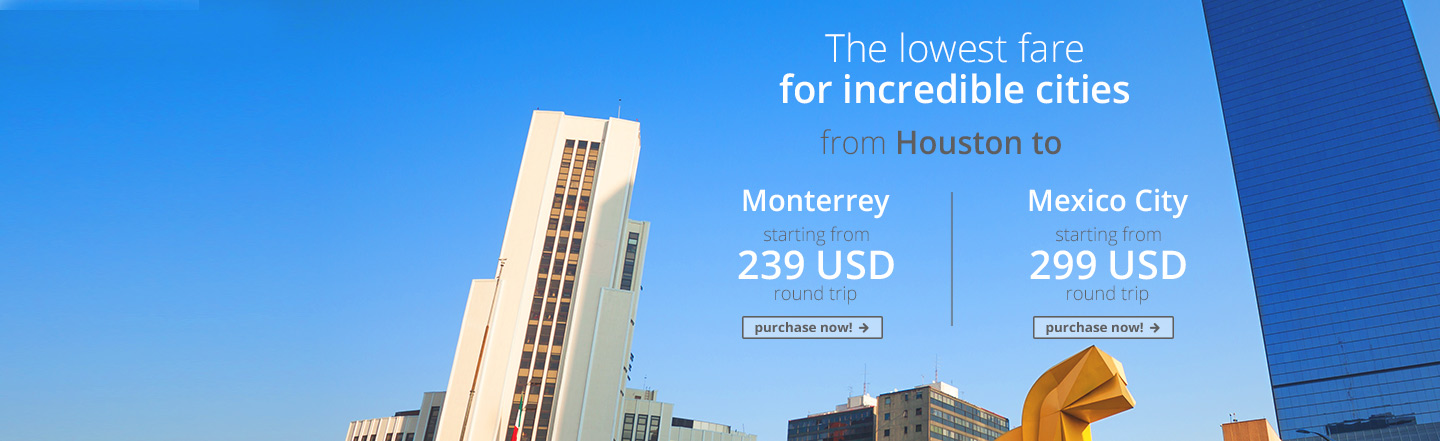 The lowest fare
for incredible cities
from Houston to
Monterrey
starting from
239 USD
round trip
purchase now!
Mexico City
starting from
299 USD
round trip
purchase now!